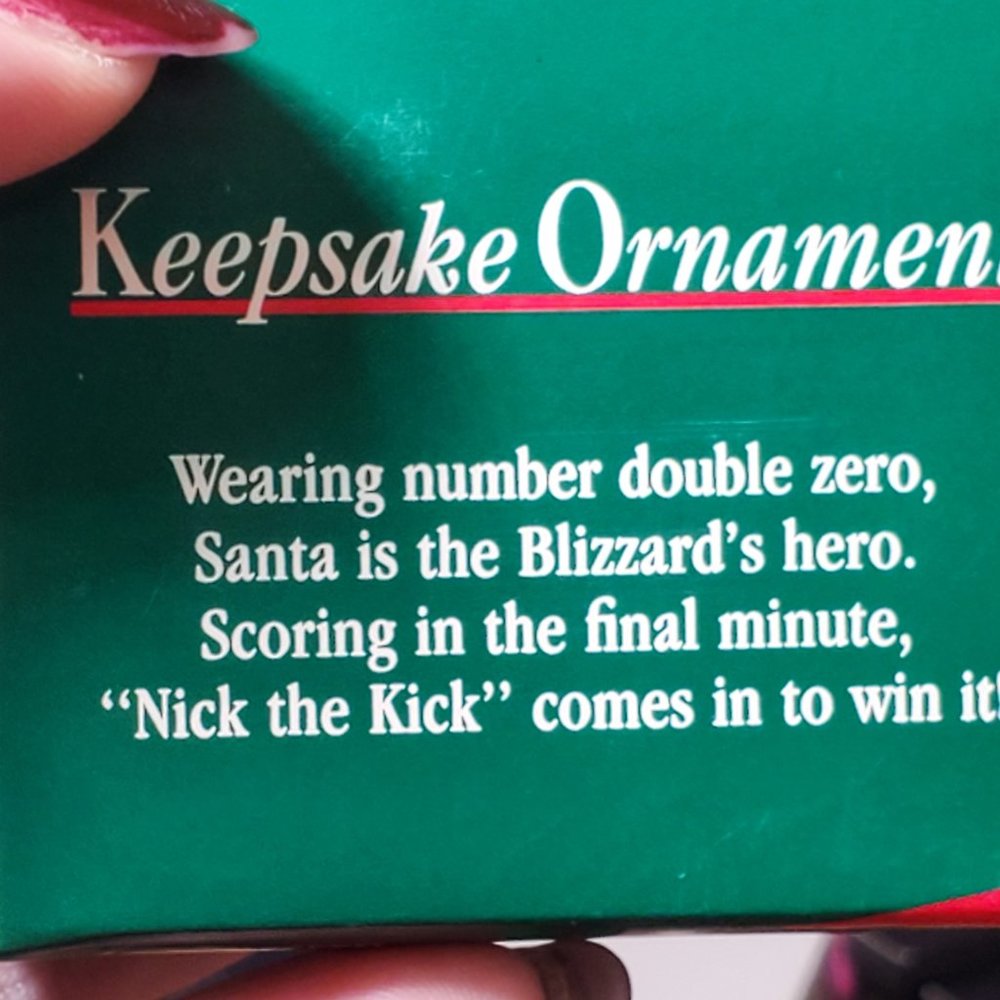 Keepsake Ornamen
Wearing number double zero,
Santa is the Blizzard's hero.
Scoring in the final minute,
“Nick the Kick” comes in to win it!